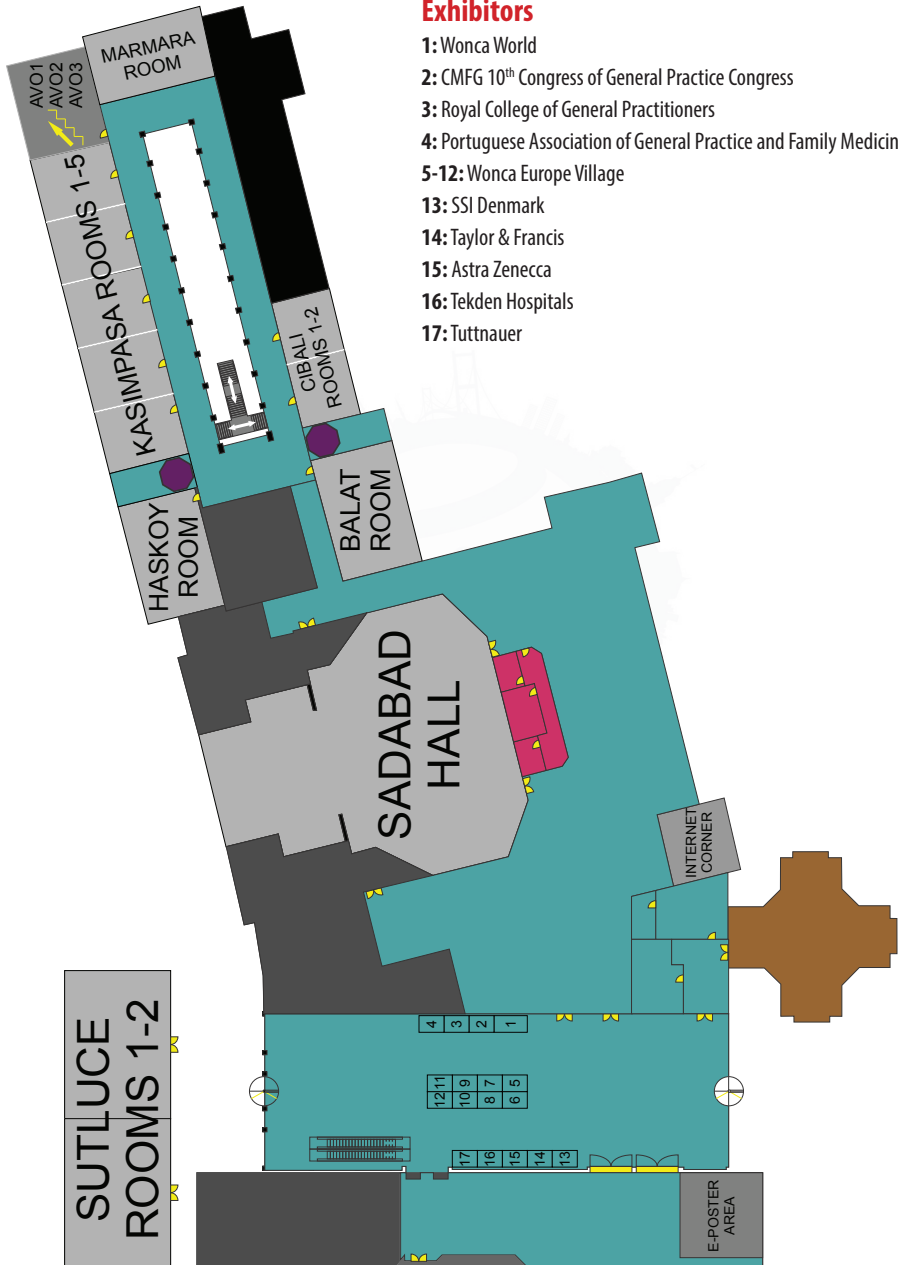 Exhibitors
1: Wonca World
2: CMFG 10th Congress of General Practice Congress
3: Royal College of General Practitioners
4: Portuguese Association of General Practice and Family Medicin
5-12: Wonca Europe Village
13: SSI Denmark
14: Taylor & Francis
15: Astra Zenecca
16: Tekden Hospitals
17: Tuttnauer
MARMARA
ROOM
AVO1
AVO2
AVO3
KASIMPASA ROOMS 1-5
CIBALI
ROOMS 1-2
HASKOY
ROOM
BALAT
ROOM
SADABAD
HALL
INTERNET
CORNER
SUTLUCE
ROOMS 1-2
4 3 2 1
12 11 10 9 8 7 6 5
17 16 15 14 13
E-POSTER
AREA